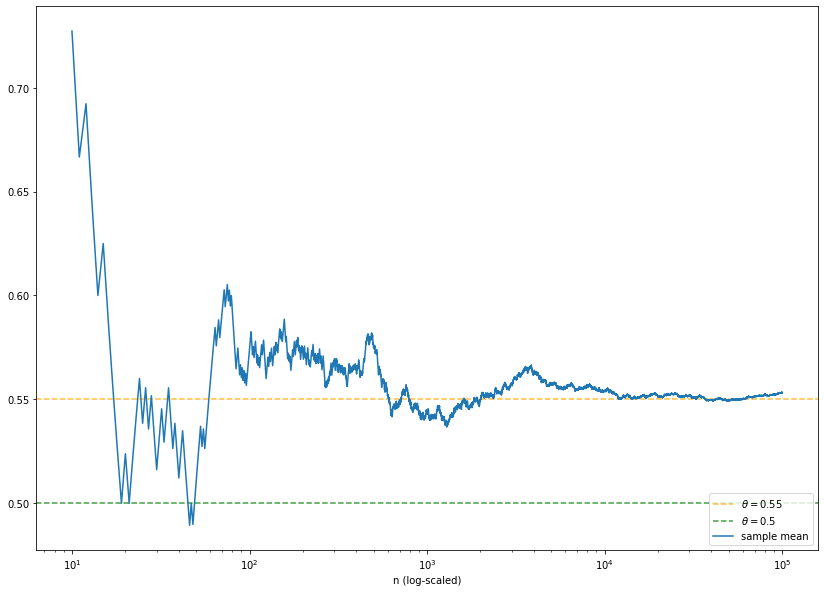 0.70
0.65
0.60
0.55
0.50
10¹
10²
10³
10⁴
10⁵
n (log-scaled)
θ = 0.55
θ = 0.5
sample mean